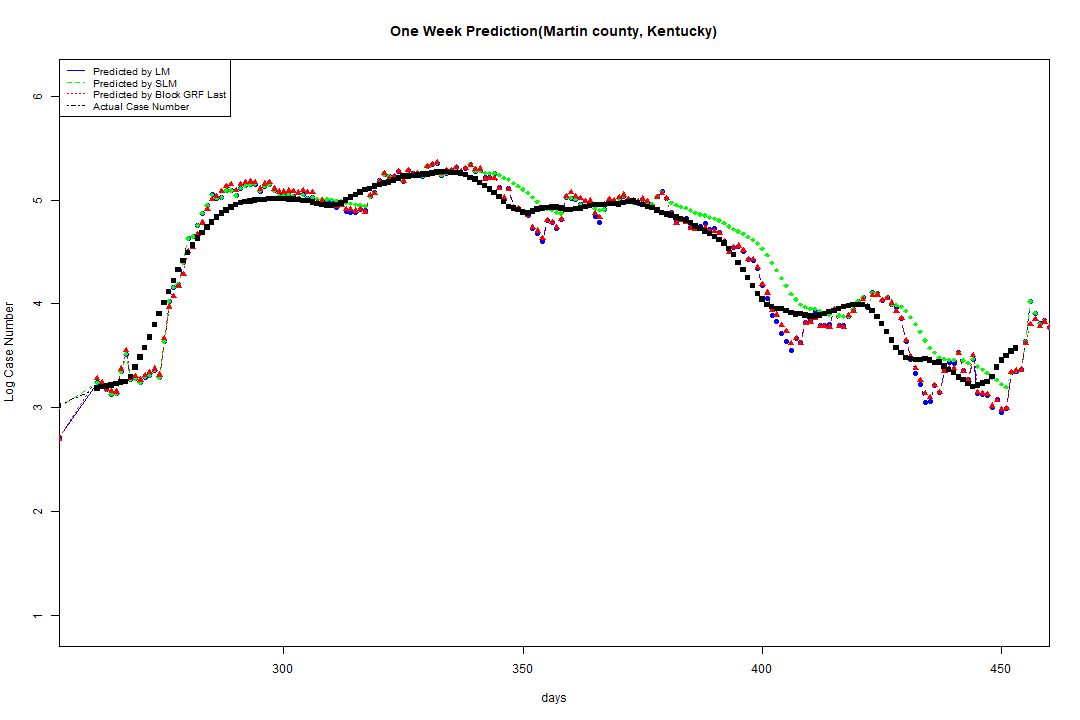 One Week Prediction(Martin county, Kentucky)
Predicted by LM
Predicted by SLM
Predicted by Block GRF Last
Actual Case Number
6
5
4
3
2
1
Log Case Number
300 350 400 450
days